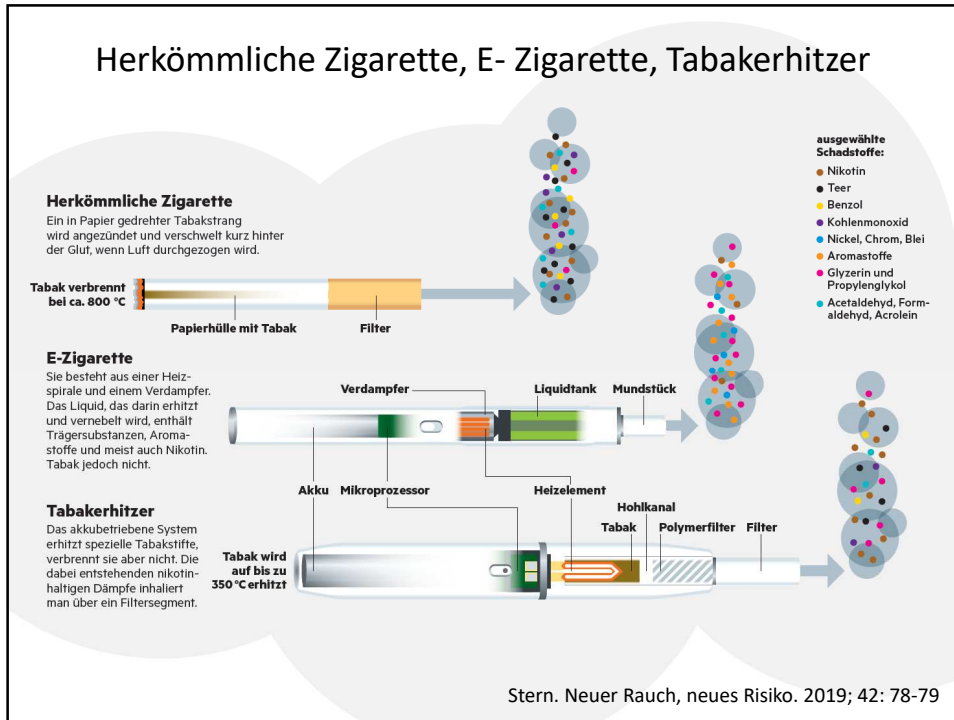 Herkömmliche Zigarette, E- Zigarette, Tabakerhitzer
ausgewählte
Schadstoffe:
Nikotin
Teer
Benzol
Kohlenmonoxid
Nickel, Chrom, Blei
Aromastoffe
Glyzerin und
Propylenglykol
Acetaldehyd, Form-
aldehyd, Acrolein
Herkömmliche Zigarette
Ein in Papier gedrehter Tabakstrang
wird angezündet und verschwelt kurz hinter
der Glut, wenn Luft durchgezogen wird.
Tabak verbrennt
bei ca. 800 °C
Papierhülle mit Tabak
Filter
E-Zigarette
Sie besteht aus einer Heiz-
spirale und einem Verdampfer.
Das Liquid, das darin erhitzt
und vernebelt wird, enthält
Trägersubstanzen, Aroma-
stoffe und meist auch Nikotin.
Tabak jedoch nicht.
Verdampfer
Liquidtank
Mundstück
Akku
Mikroprozessor
Heizelement
Tabakerhitzer
Das akkubetriebene System
erhitzt spezielle Tabakstifte,
verbrennt sie aber nicht. Die
dabei entstehenden nikotin-
haltigen Dämpfe inhaliert
man über ein Filtersegment.
Tabak wird
auf bis zu
350 °C erhitzt
Hohlkanal
Tabak
Polymerfilter
Filter
Stern. Neuer Rauch, neues Risiko. 2019; 42: 78-79